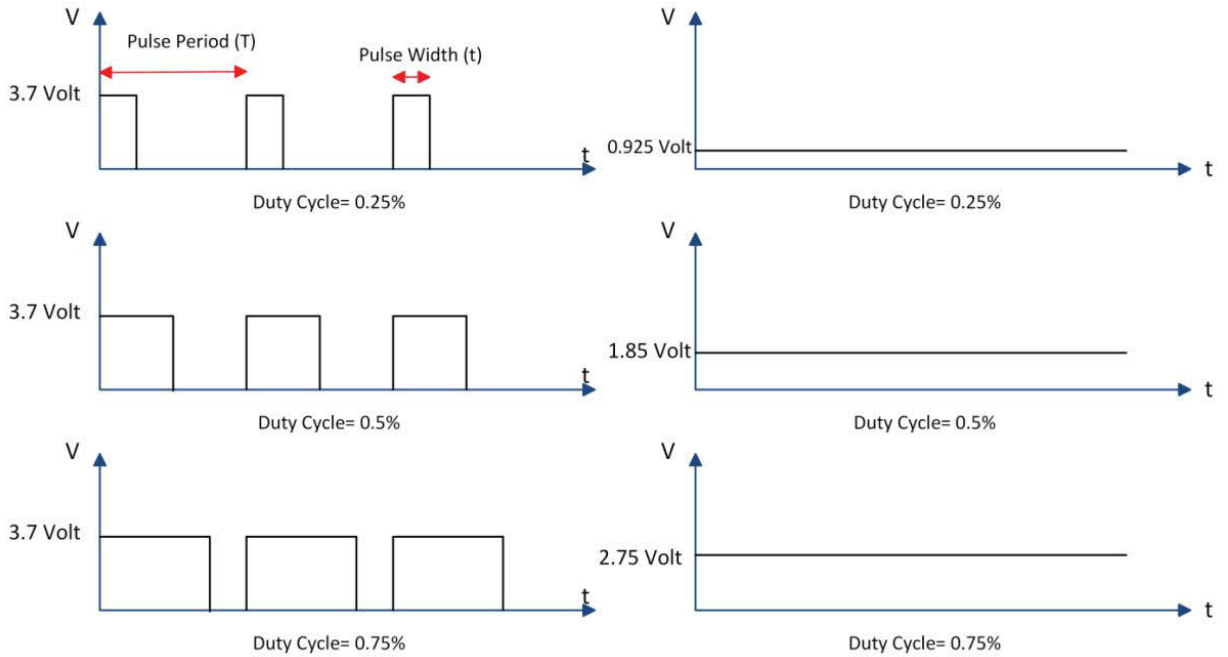 V
Pulse Period (T)
Pulse Width (t)
3.7 Volt
t
Duty Cycle= 0.25%
V
0.925 Volt
t
Duty Cycle= 0.25%
V
3.7 Volt
t
Duty Cycle= 0.5%
V
1.85 Volt
t
Duty Cycle= 0.5%
V
3.7 Volt
t
Duty Cycle= 0.75%
V
2.75 Volt
t
Duty Cycle= 0.75%